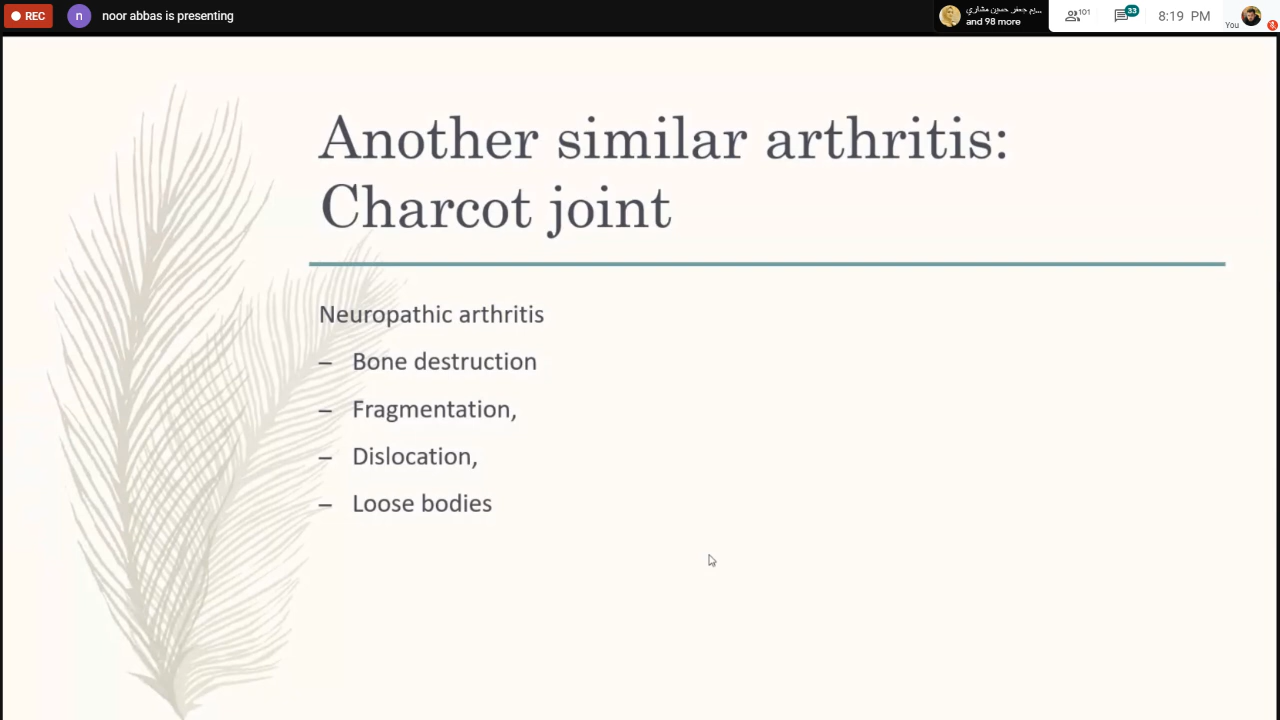 REC
n
noor abbas is presenting
ريم جعفر حسين مشاري...
and 98 more
101
33
8:19 PM
You
Another similar arthritis:
Charcot joint
Neuropathic arthritis
– Bone destruction
– Fragmentation,
– Dislocation,
– Loose bodies